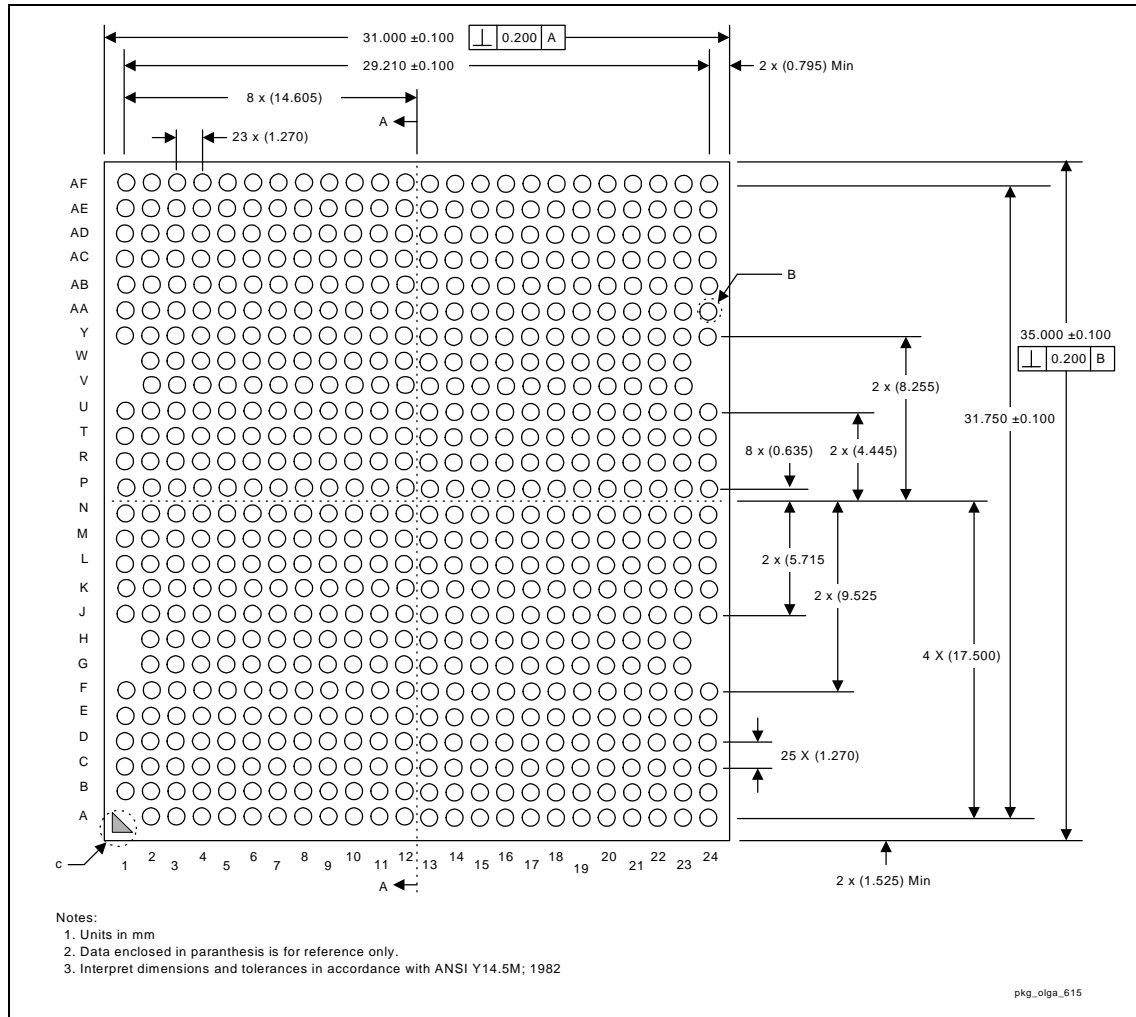 31.000 ±0.100 ⊥ 0.200 A
29.210 ±0.100
2 x (0.795) Min
8 x (14.605)
A
23 x (1.270)
AF
AE
AD
AC
AB
AA
Y
W
V
U
T
R
P
N
M
L
K
J
H
G
F
E
D
C
B
A
B
35.000 ±0.100
⊥ 0.200 B
2 x (8.255)
31.750 ±0.100
8 x (0.635)
2 x (4.445)
2 x (5.715
2 x (9.525
4 X (17.500)
25 X (1.270)
c
1 2 3 4 5 6 7 8 9 10 11 12 13 14 15 16 17 18 19 20 21 22 23 24
A
2 x (1.525) Min
Notes:
1. Units in mm
2. Data enclosed in paranthesis is for reference only.
3. Interpret dimensions and tolerances in accordance with ANSI Y14.5M; 1982
pkg_olga_615